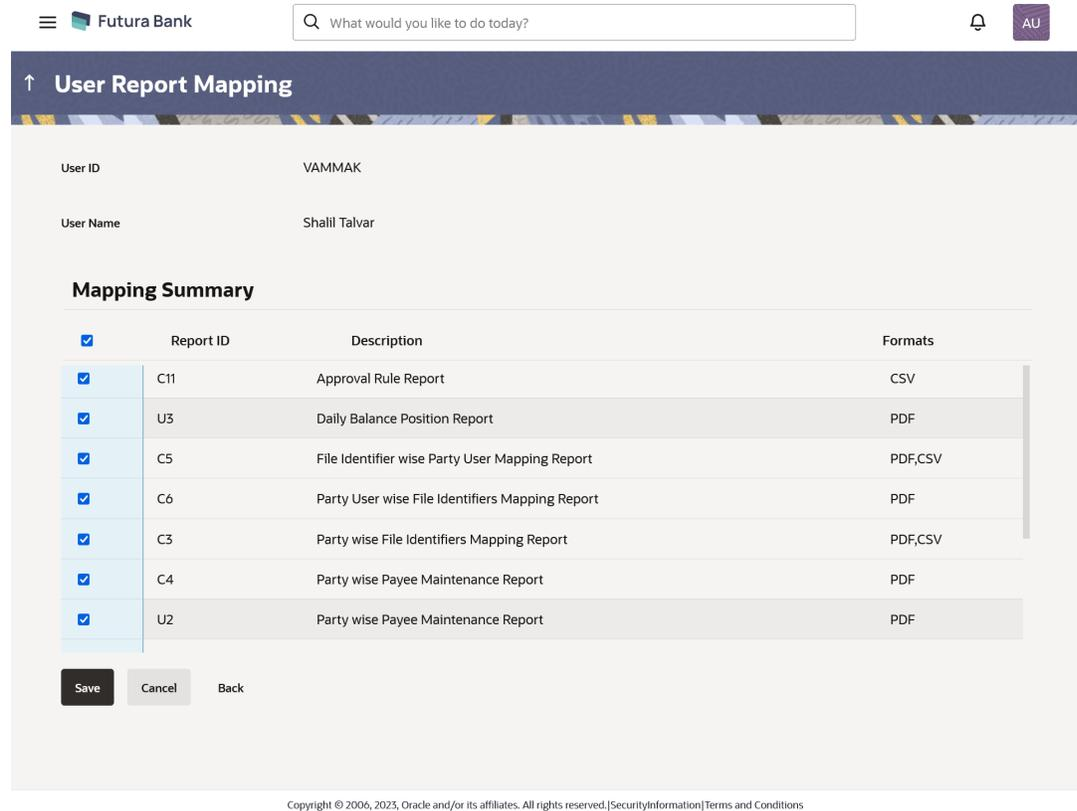 Futura Bank
What would you like to do today?
AU
User Report Mapping
User ID VAMMAK
User Name Shalil Talvar
Mapping Summary
Report ID Description Formats
C11 Approval Rule Report CSV
U3 Daily Balance Position Report PDF
C5 File Identifier wise Party User Mapping Report PDF,CSV
C6 Party User wise File Identifiers Mapping Report PDF
C3 Party wise File Identifiers Mapping Report PDF,CSV
C4 Party wise Payee Maintenance Report PDF
U2 Party wise Payee Maintenance Report PDF
Save Cancel Back
Copyright © 2006, 2023, Oracle and/or its affiliates. All rights reserved.|SecurityInformation|Terms and Conditions